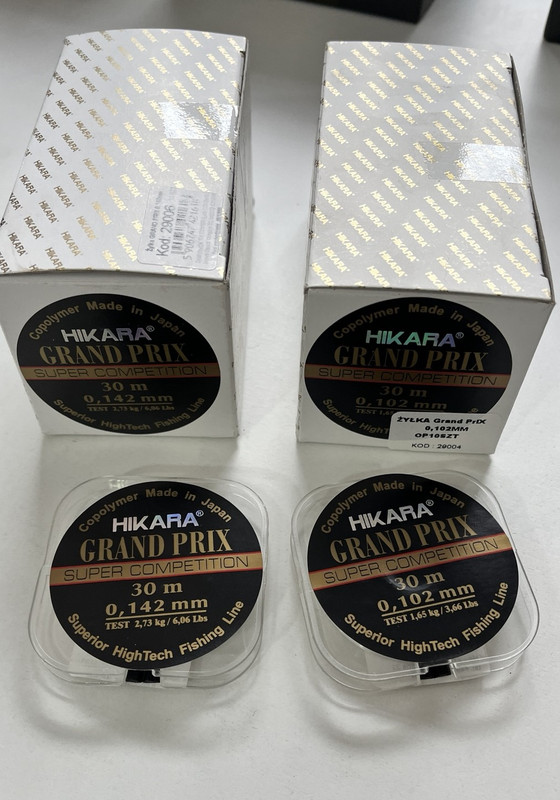 HIKARA
Kod: 29006
Copolymer Made in Japan
HIKARA®
GRAND PRIX
SUPER COMPETITION
30 m
0,142 mm
Superior HighTech Fishing Line
HIKARA
Copolymer Made in Japan
HIKARA®
GRAND PRIX
SUPER COMPETITION
30 m
0,102 mm
TEST
Superior HighTech
ŻYŁKA Grand PriX
0,102MM
OP10SZT
KOD : 29004
Copolymer Made in Japan
HIKARA®
GRAND PRIX
SUPER COMPETITION
30 m
0,142 mm
TEST 2,73 kg / 6,06 Lbs
Superior HighTech Fishing Line
Copolymer Made in Japan
HIKARA®
GRAND PRIX
SUPER COMPETITION
30 m
0,102 mm
TEST 1,65 kg / 3,66 Lbs
Superior HighTech Fishing Line